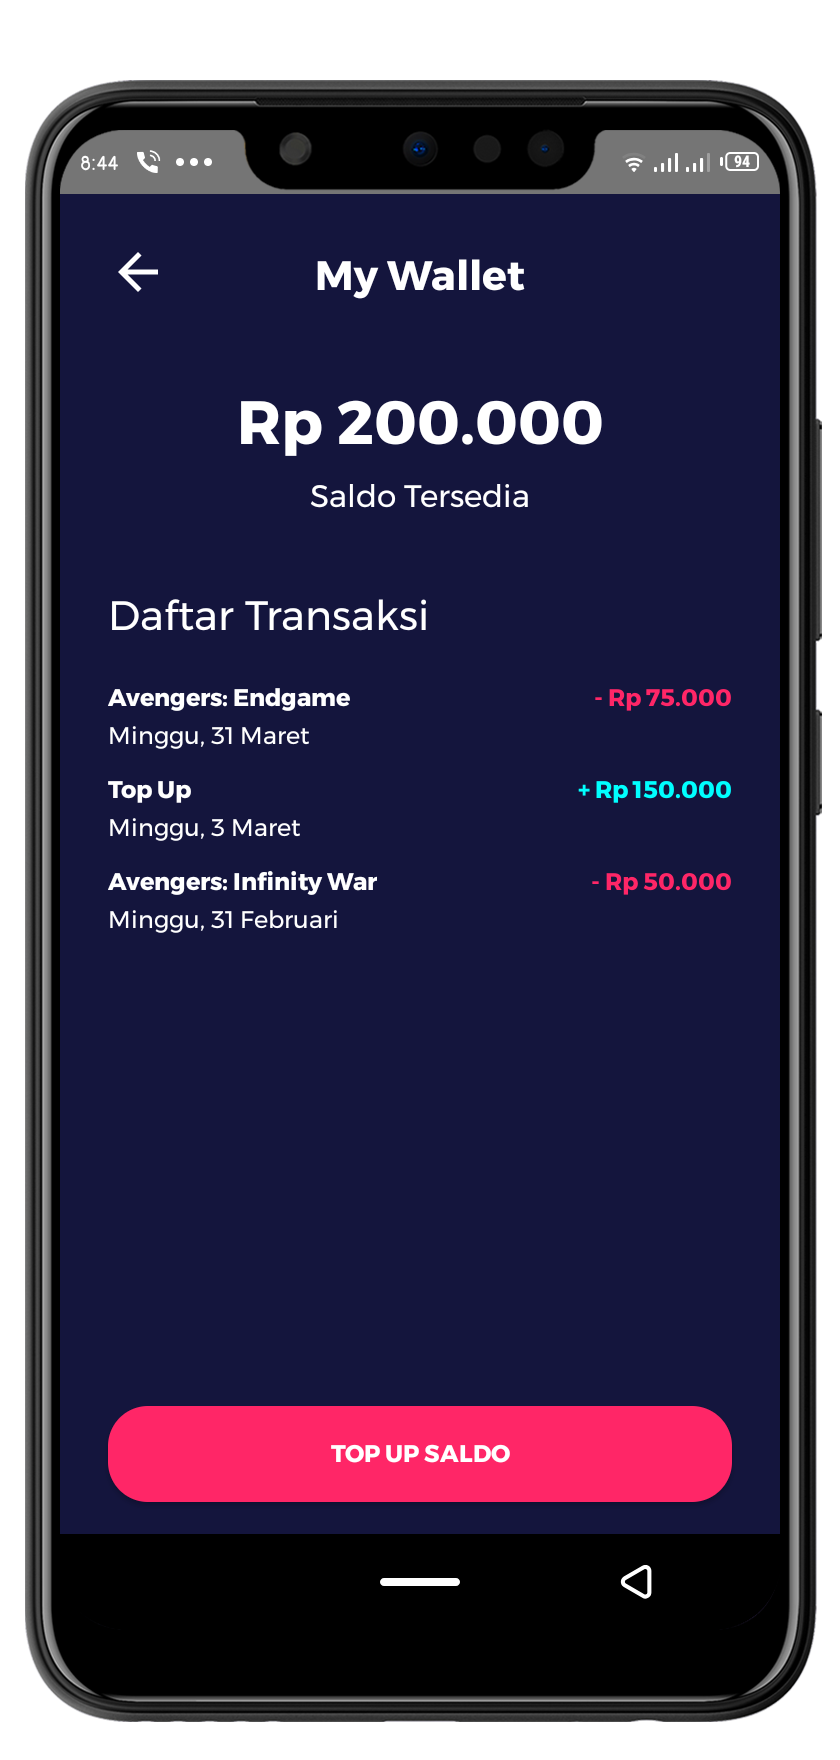 8:44
94
My Wallet
Rp 200.000
Saldo Tersedia
Daftar Transaksi
Avengers: Endgame - Rp 75.000
Minggu, 31 Maret
Top Up + Rp 150.000
Minggu, 3 Maret
Avengers: Infinity War - Rp 50.000
Minggu, 31 Februari
TOP UP SALDO